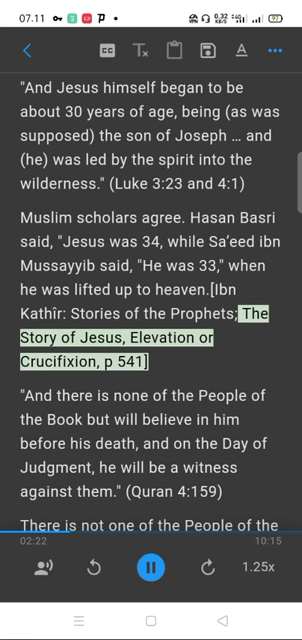 07.11
0.32 KB/S
97
CC
"And Jesus himself began to be
about 30 years of age, being (as was
supposed) the son of Joseph ... and
(he) was led by the spirit into the
wilderness." (Luke 3:23 and 4:1)
Muslim scholars agree. Hasan Basri
said, "Jesus was 34, while Sa'eed ibn
Mussayyib said, "He was 33," when
he was lifted up to heaven.[Ibn
Kathîr: Stories of the Prophets; The
Story of Jesus, Elevation or
Crucifixion, p 541]
"And there is none of the People of
the Book but will believe in him
before his death, and on the Day of
Judgment, he will be a witness
against them." (Quran 4:159)
There is not one of the People of the
02:22
10:15
1.25x